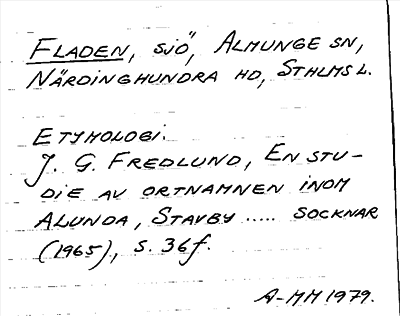 FLADEN, SJÖ, ALMUNGE SN,
NÄRDINGHUNDRA HD, STHLMS L.
ETYMOLOGI:
J. G. FREDLUND, EN STU-
DIE AV ORTNAMNEN INOM
ALUNDA, STAVBY ..... SOCKNAR
(1965), S. 36f.
A-MM 1979.